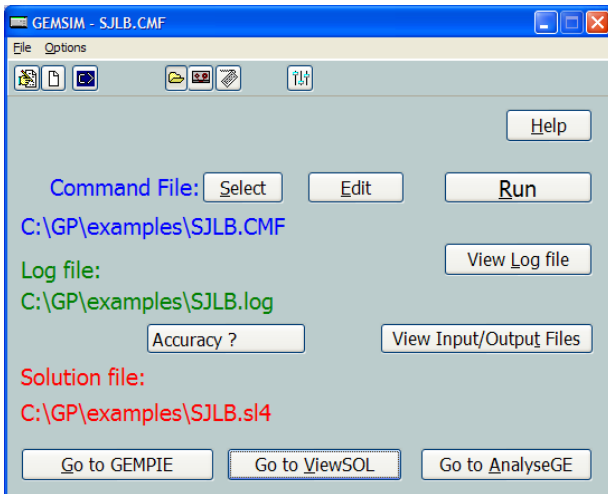 GEMSIM - SJLB.CMF
File Options
Help
Command File: Select Edit Run
C:\GP\examples\SJLB.CMF
View Log file
Log file:
C:\GP\examples\SJLB.log
Accuracy ? View Input/Output Files
Solution file:
C:\GP\examples\SJLB.sl4
Go to GEMPIE Go to ViewSOL Go to AnalyseGE